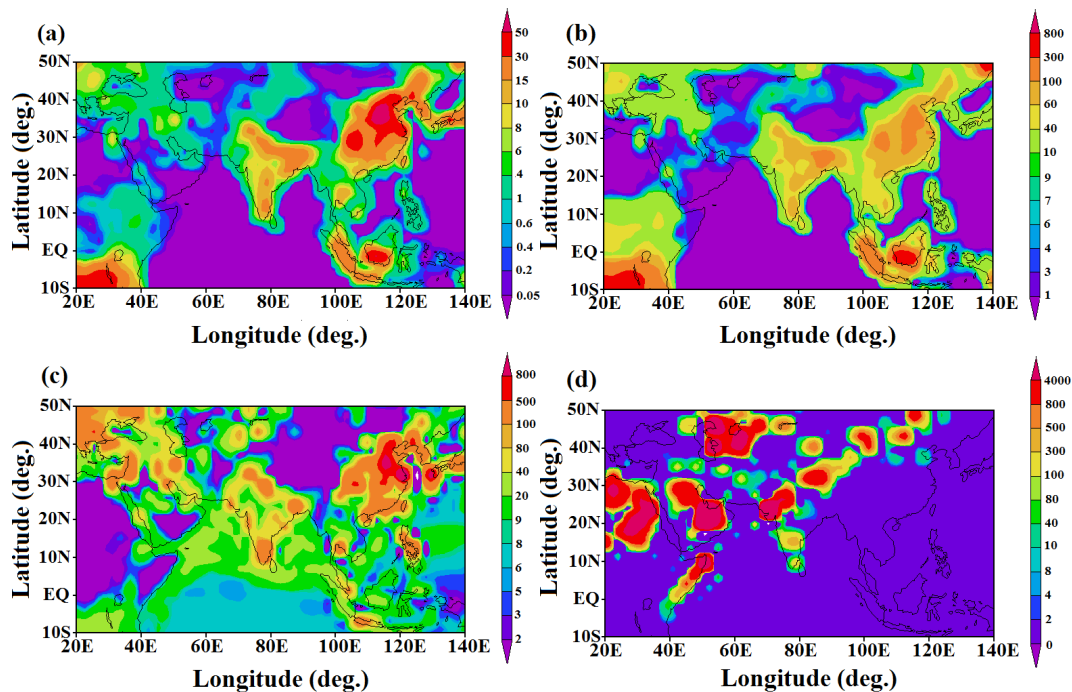 (a)
50N
40N
30N
20N
10N
EQ
10S
20E 40E 60E 80E 100E 120E 140E
Latitude (deg.)
Longitude (deg.)
50
30
15
10
8
6
4
1
0.6
0.4
0.2
0.05
(b)
50N
40N
30N
20N
10N
EQ
10S
20E 40E 60E 80E 100E 120E 140E
Latitude (deg.)
Longitude (deg.)
800
300
100
60
40
10
9
7
6
4
3
1
(c)
50N
40N
30N
20N
10N
EQ
10S
20E 40E 60E 80E 100E 120E 140E
Latitude (deg.)
Longitude (deg.)
800
500
100
80
40
20
9
8
6
5
3
2
(d)
50N
40N
30N
20N
10N
EQ
10S
20E 40E 60E 80E 100E 120E 140E
Latitude (deg.)
Longitude (deg.)
4000
800
500
300
100
80
40
10
8
4
2
0